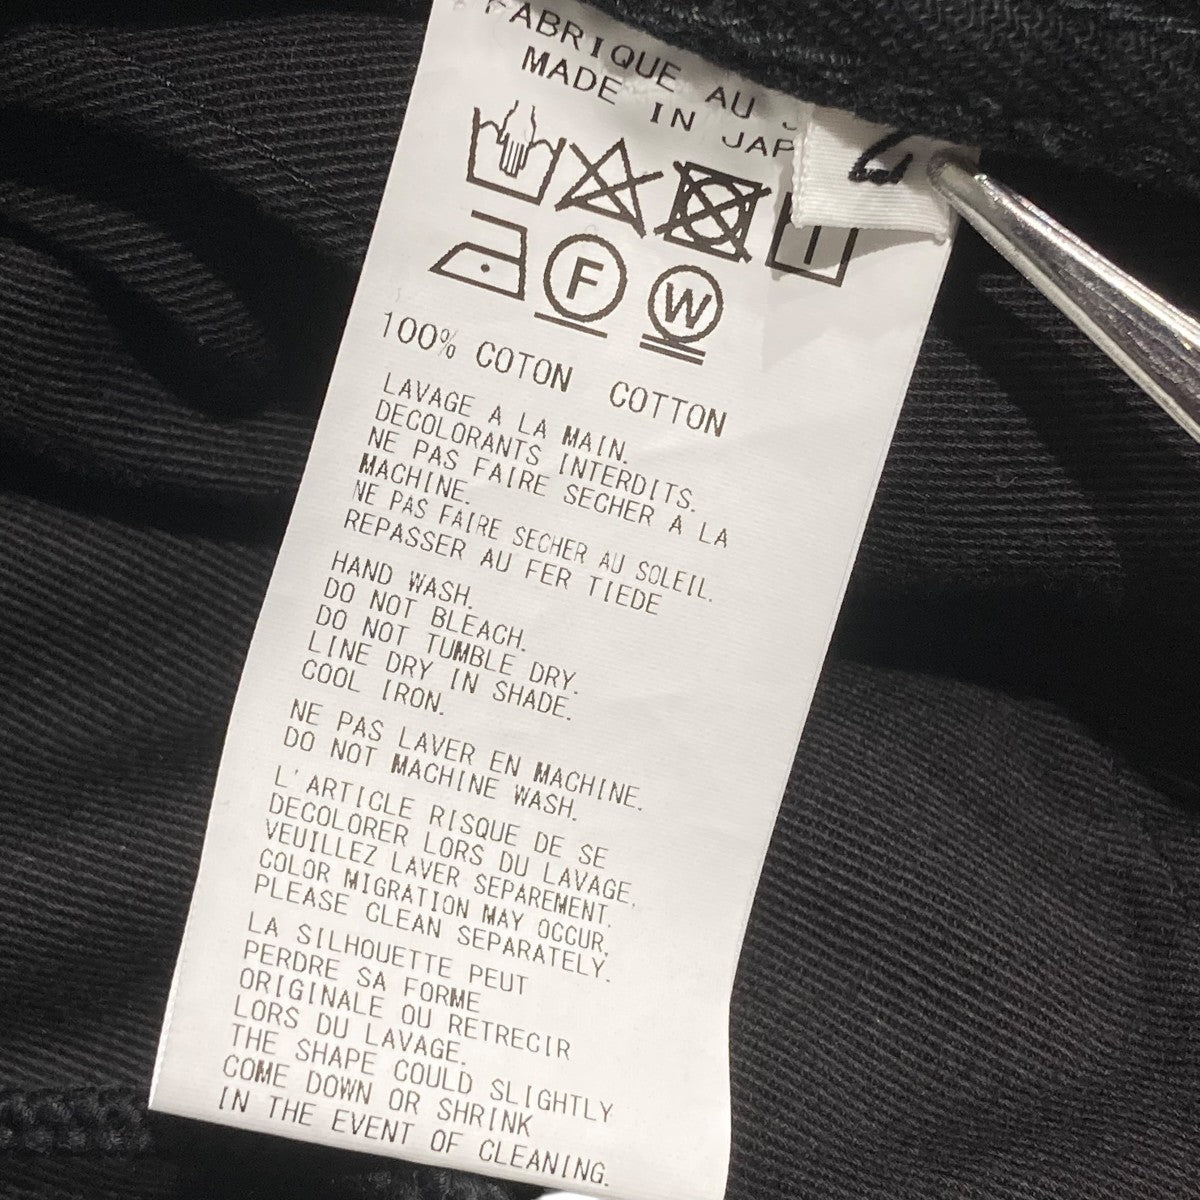 FABRIQUE AU
MADE IN JAP
F
W
100% COTON COTTON
LAVAGE A LA MAIN.
DECOLORANTS INTERDITS.
NE PAS FAIRE SECHER A LA
MACHINE.
NE PAS FAIRE SECHER AU SOLEIL.
REPASSER AU FER TIEDE
HAND WASH.
DO NOT BLEACH.
DO NOT TUMBLE DRY.
LINE DRY IN SHADE.
COOL IRON.
NE PAS LAVER EN MACHINE.
DO NOT MACHINE WASH.
L'ARTICLE RISQUE DE SE
DECOLORER LORS DU LAVAGE.
VEUILLEZ LAVER SEPAREMENT.
COLOR MIGRATION MAY OCCUR,
PLEASE CLEAN SEPARATELY.
LA SILHOUETTE PEUT
PERDRE SA FORME
ORIGINALE OU RETRECIR
LORS DU LAVAGE.
THE SHAPE COULD SLIGHTLY
COME DOWN OR SHRINK
IN THE EVENT OF CLEANING.